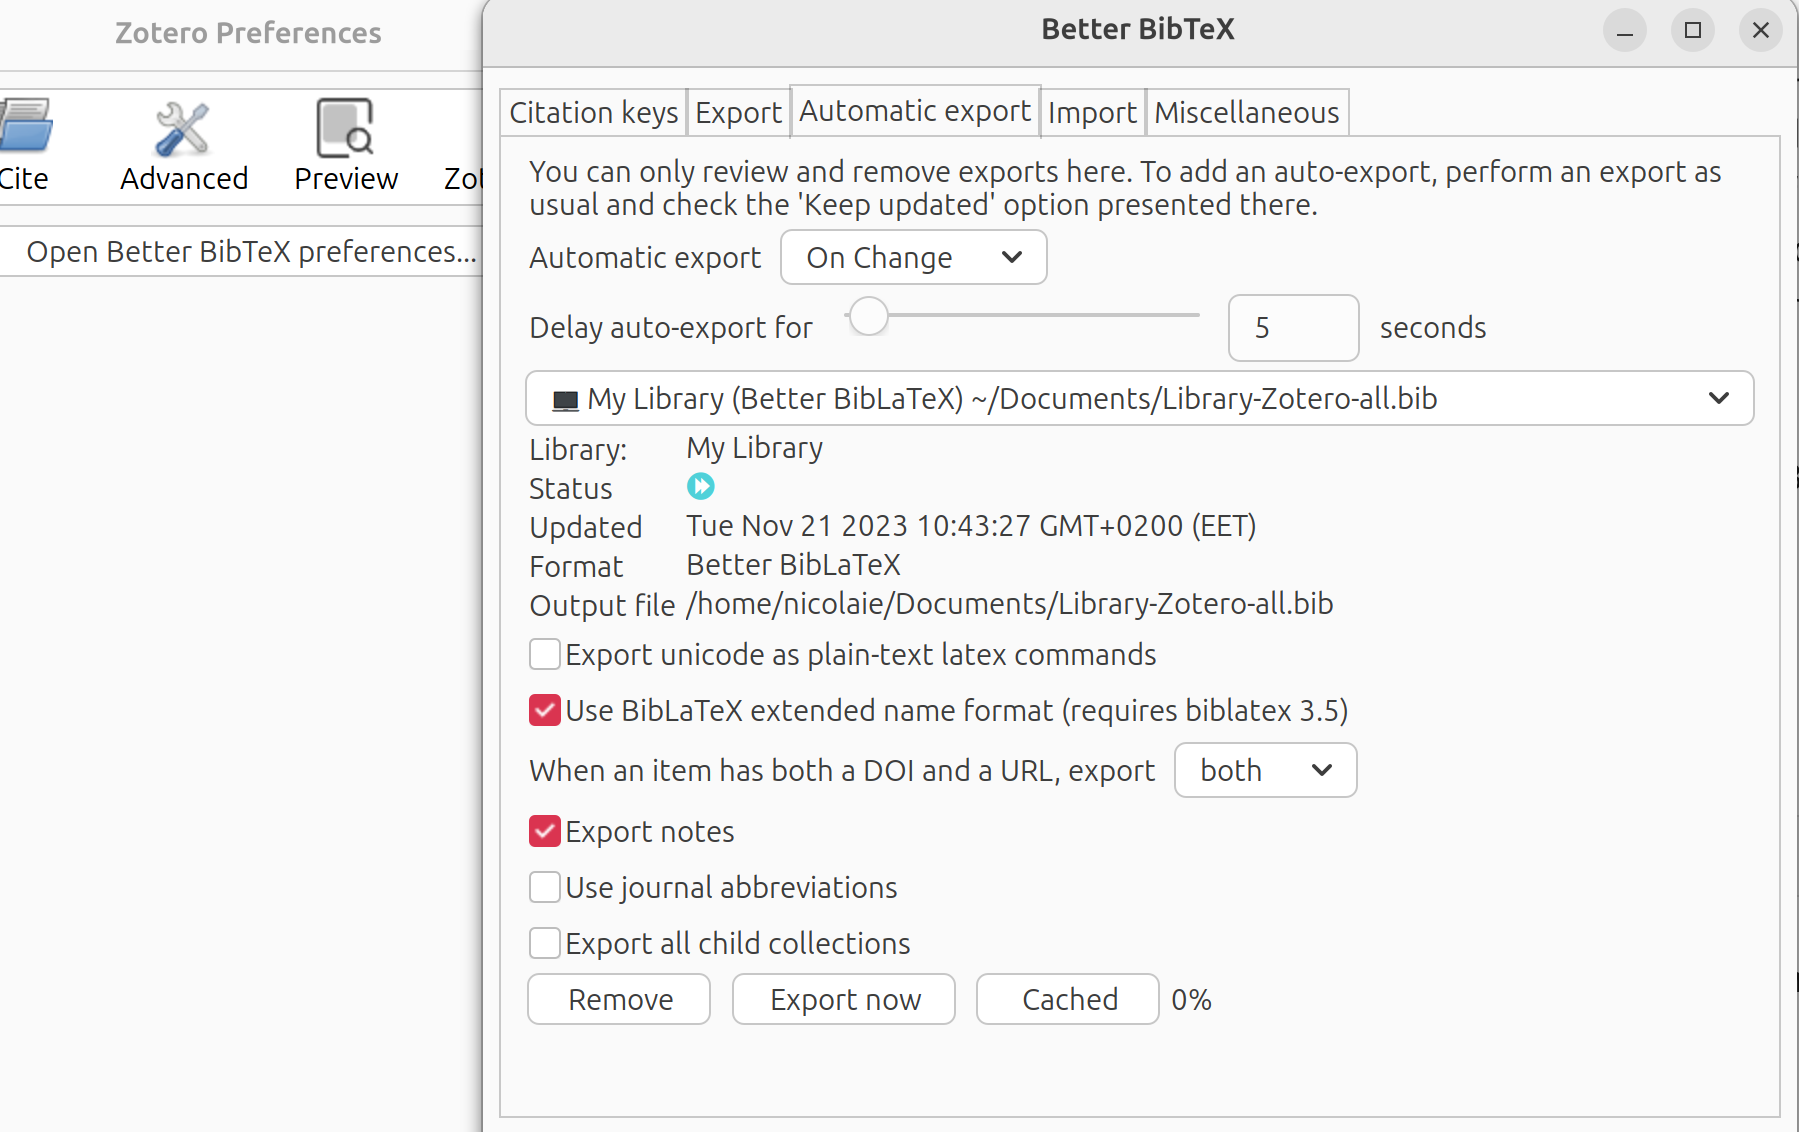 Zotero Preferences
Better BibTeX
Cite
Advanced
Preview
Zot
Open Better BibTeX preferences...
Citation keys
Export
Automatic export
Import
Miscellaneous
You can only review and remove exports here. To add an auto-export, perform an export as
usual and check the 'Keep updated' option presented there.
Automatic export On Change
Delay auto-export for 5 seconds
My Library (Better BibLaTeX) ~/Documents/Library-Zotero-all.bib
Library: My Library
Status
Updated Tue Nov 21 2023 10:43:27 GMT+0200 (EET)
Format Better BibLaTeX
Output file /home/nicolaie/Documents/Library-Zotero-all.bib
Export unicode as plain-text latex commands
Use BibLaTeX extended name format (requires biblatex 3.5)
When an item has both a DOI and a URL, export both
Export notes
Use journal abbreviations
Export all child collections
Remove
Export now
Cached
0%